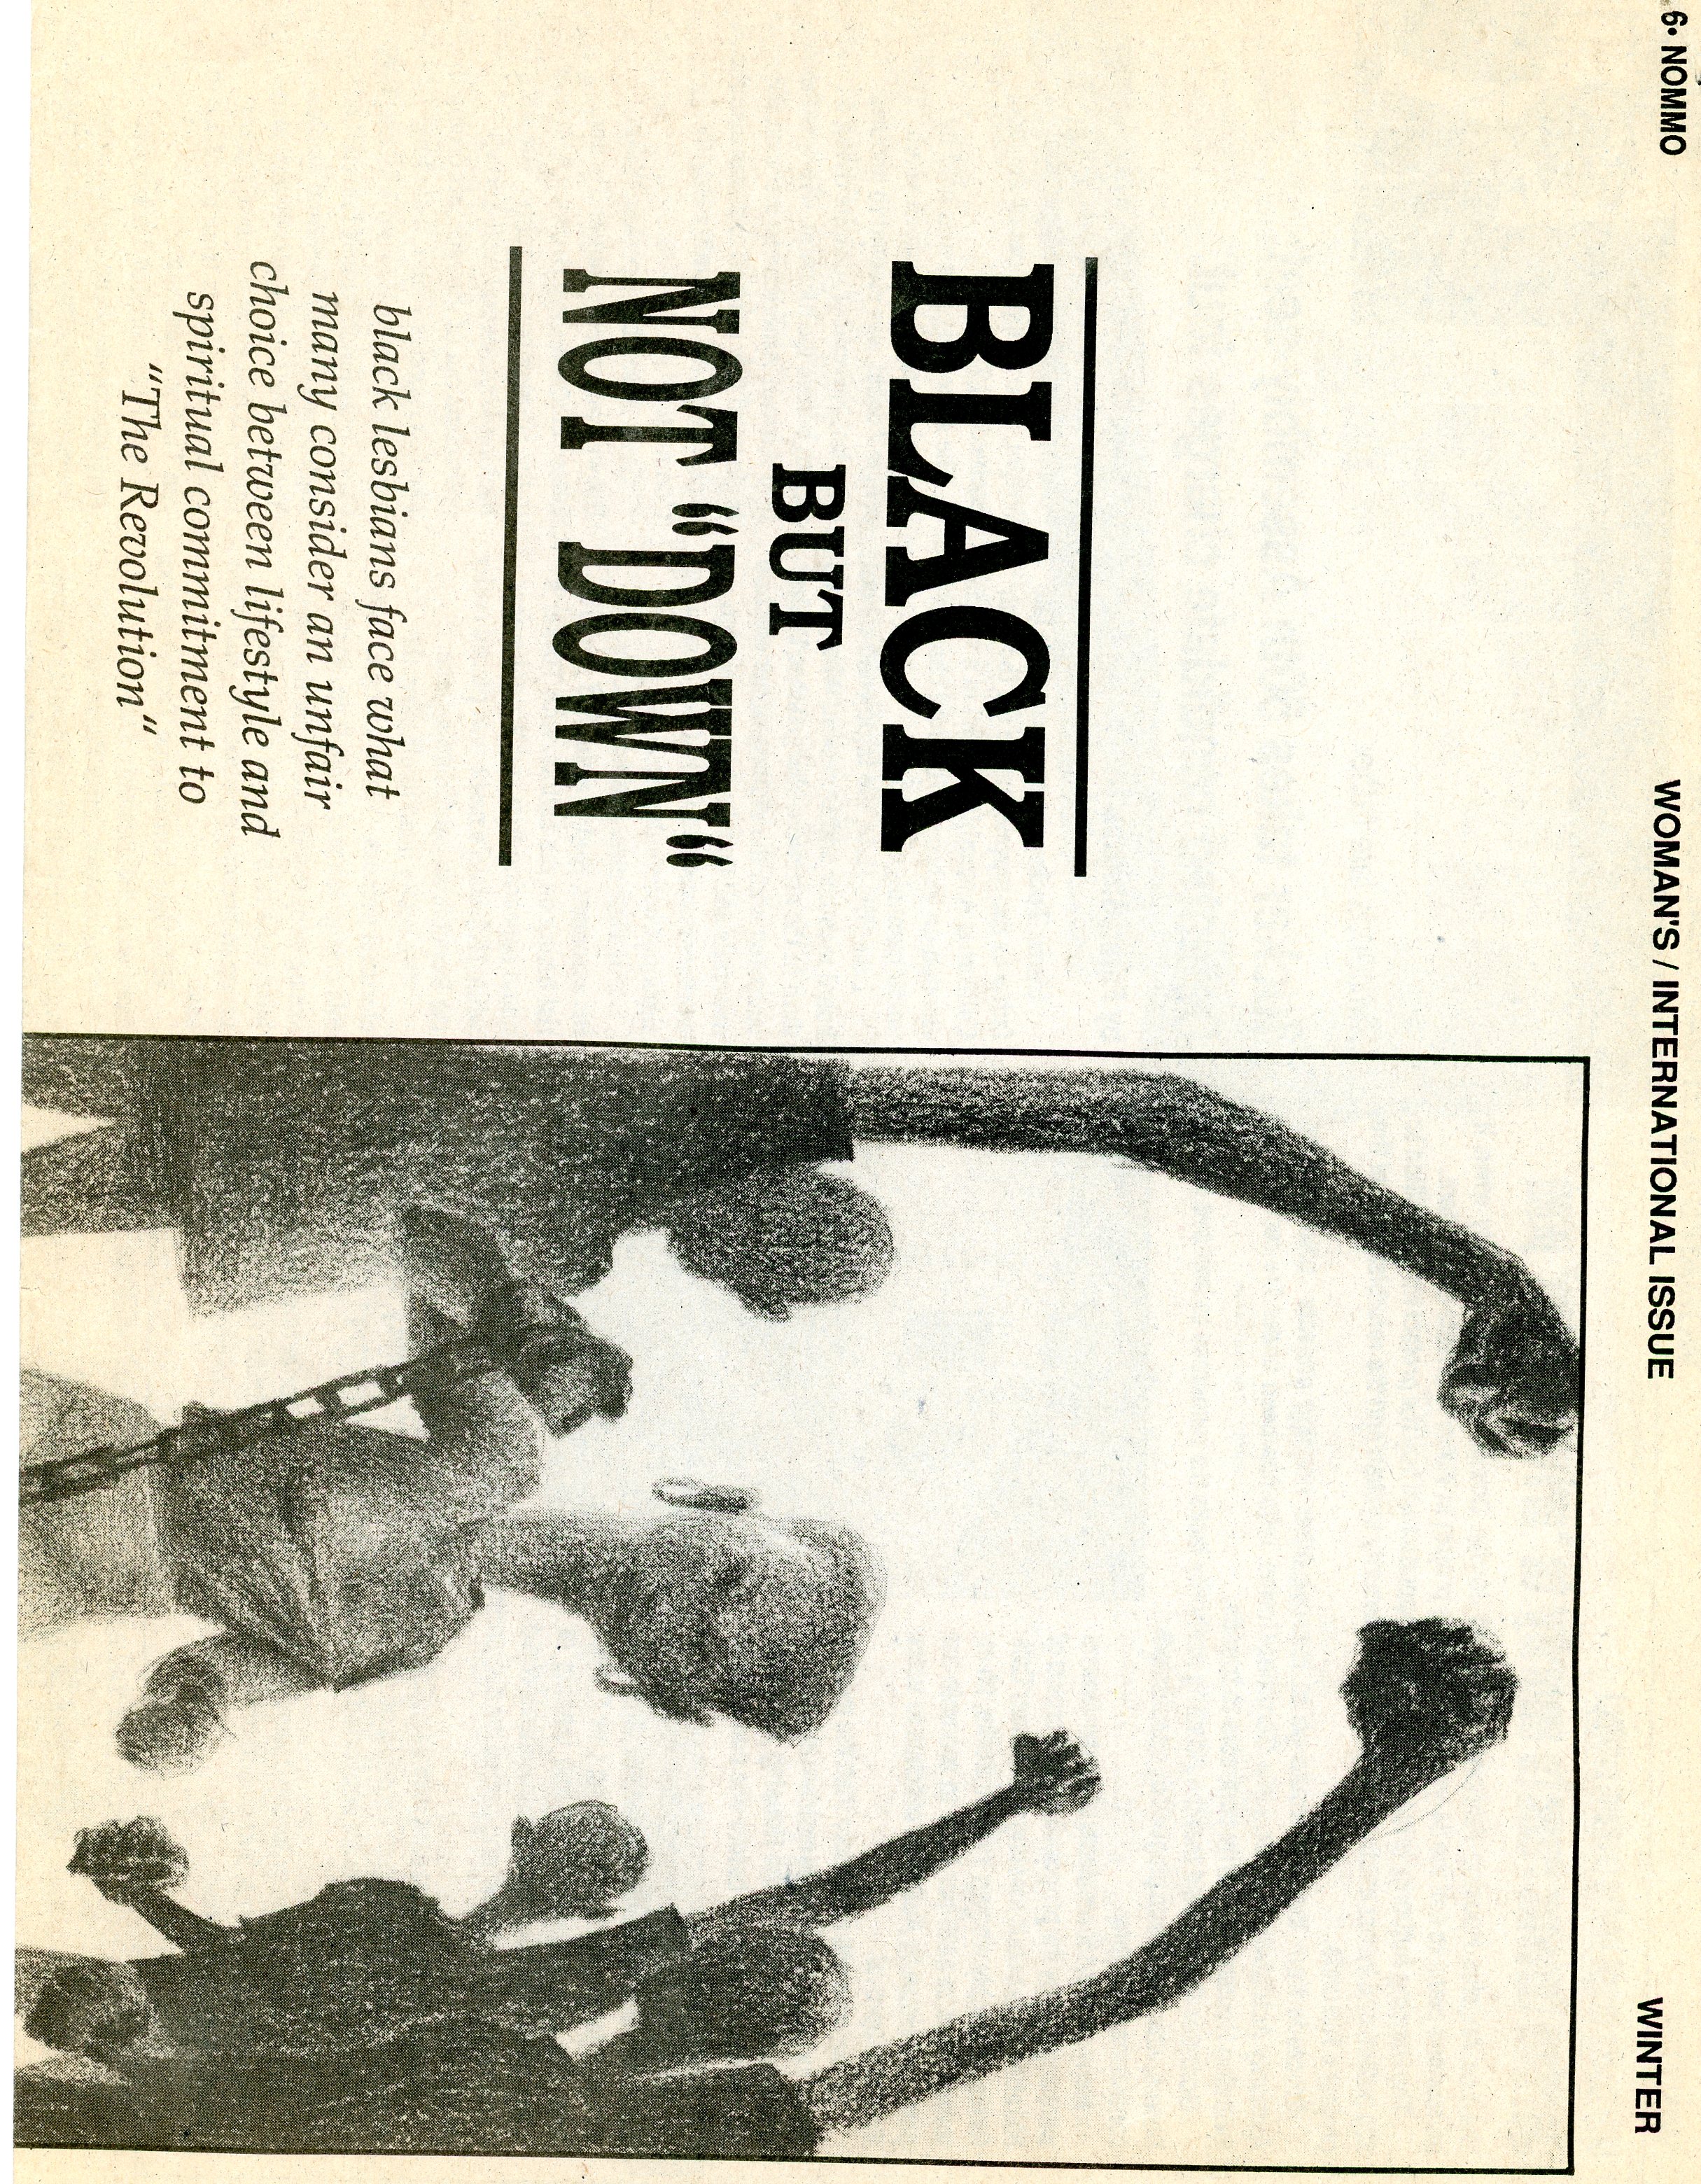 6• NOMMO
WOMAN'S / INTERNATIONAL ISSUE
WINTER
BLACK
BUT
NOT “DOWN“
black lesbians face what
many consider an unfair
choice between lifestyle and
spiritual commitment to
“The Revolution“